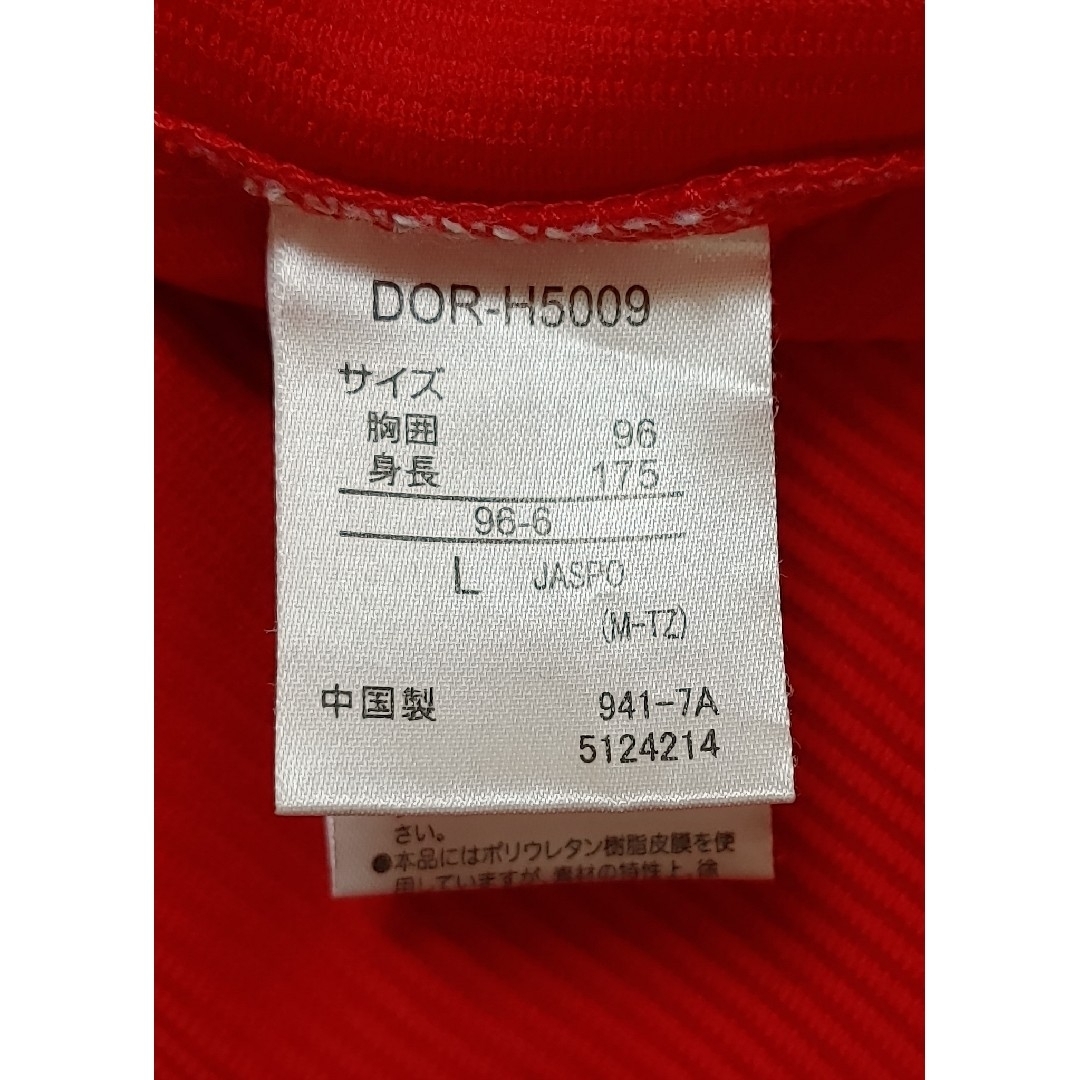 DOR-H5009
サイズ
胸囲 96
身長 175
96-6
L JASPO
(M-TZ)
中国製 941-7A
5124214
さい。
●本品にはポリウレタン樹脂皮膜を使
用していますが、素材の特性上、塗